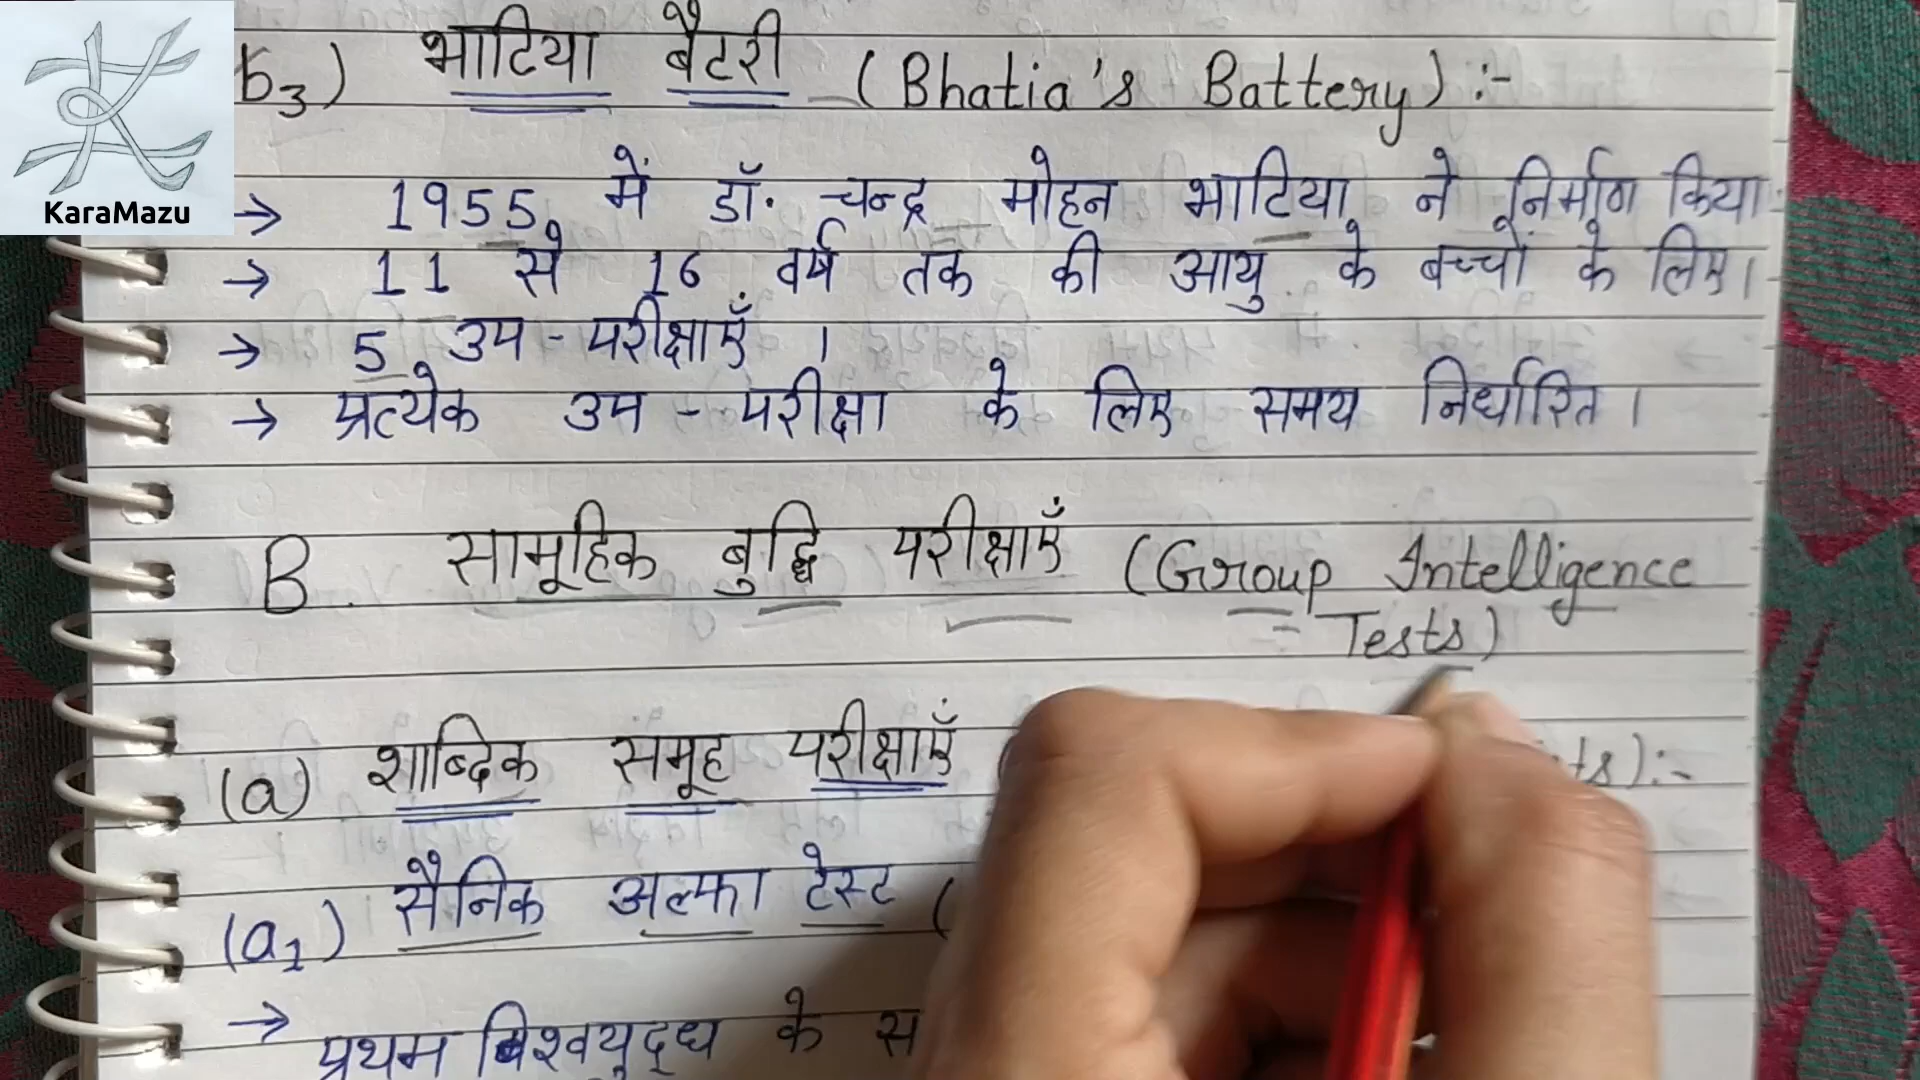 KaraMazu
b3) भाटिया बैटरी (Bhatia's Battery) :-
→ 1955 में डॉ. चन्द्र मोहन भाटिया ने निर्माण किया
→ 11 से 16 वर्ष तक की आयु के बच्चों के लिए।
→ 5 उप-परीक्षाएँ ।
→ प्रत्येक उप-परीक्षा के लिए समय निर्धारित।
B. सामूहिक बुद्धि परीक्षाएँ (Group Intelligence
Tests)
(a) शाब्दिक समूह परीक्षाएँ ( :-
(a1) सैनिक अल्फा टेस्ट (
→ प्रथम विश्वयुद्ध के स